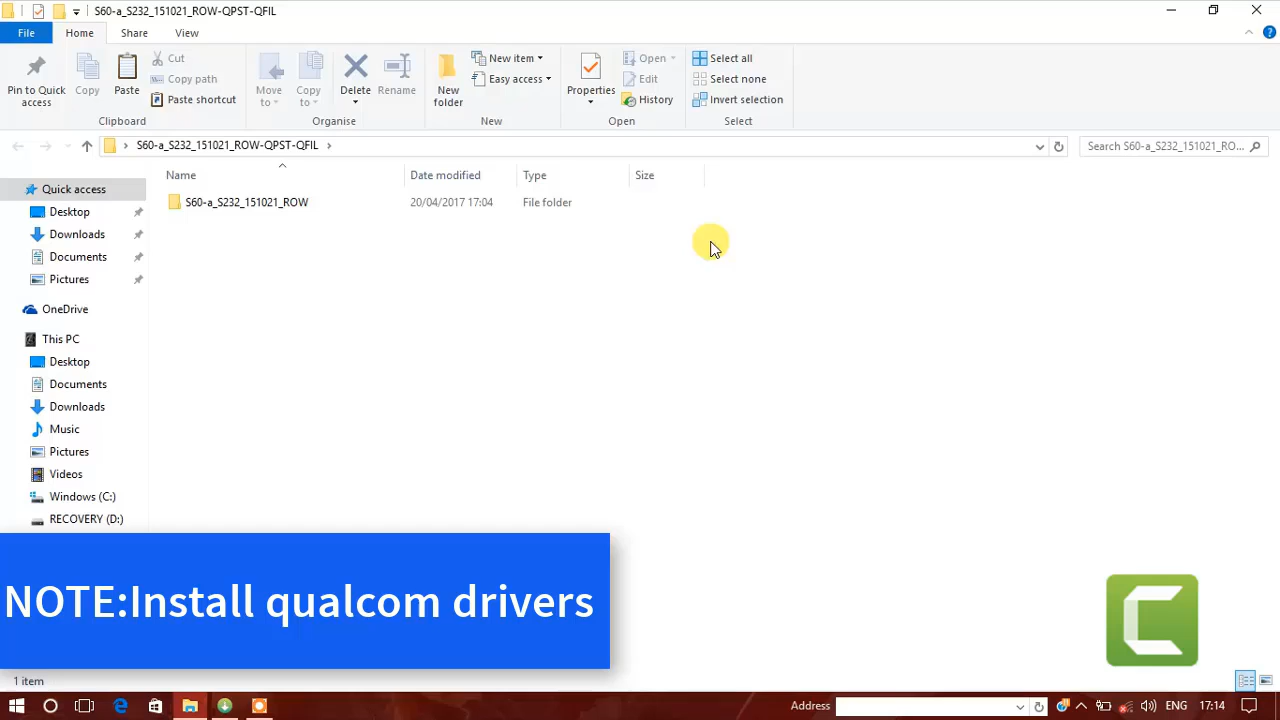 S60-a_S232_151021_ROW-QPST-QFIL
File
Home
Share
View
Pin to Quick access
Copy
Paste
Cut
Copy path
Paste shortcut
Clipboard
Move to
Copy to
Delete
Rename
Organise
New folder
New item
Easy access
New
Properties
Open
Edit
History
Open
Select all
Select none
Invert selection
Select
S60-a_S232_151021_ROW-QPST-QFIL
Search S60-a_S232_151021_RO...
Name
Date modified
Type
Size
S60-a_S232_151021_ROW
20/04/2017 17:04
File folder
Quick access
Desktop
Downloads
Documents
Pictures
OneDrive
This PC
Desktop
Documents
Downloads
Music
Pictures
Videos
Windows (C:)
RECOVERY (D:)
NOTE:Install qualcom drivers
1 item
Address
ENG
17:14